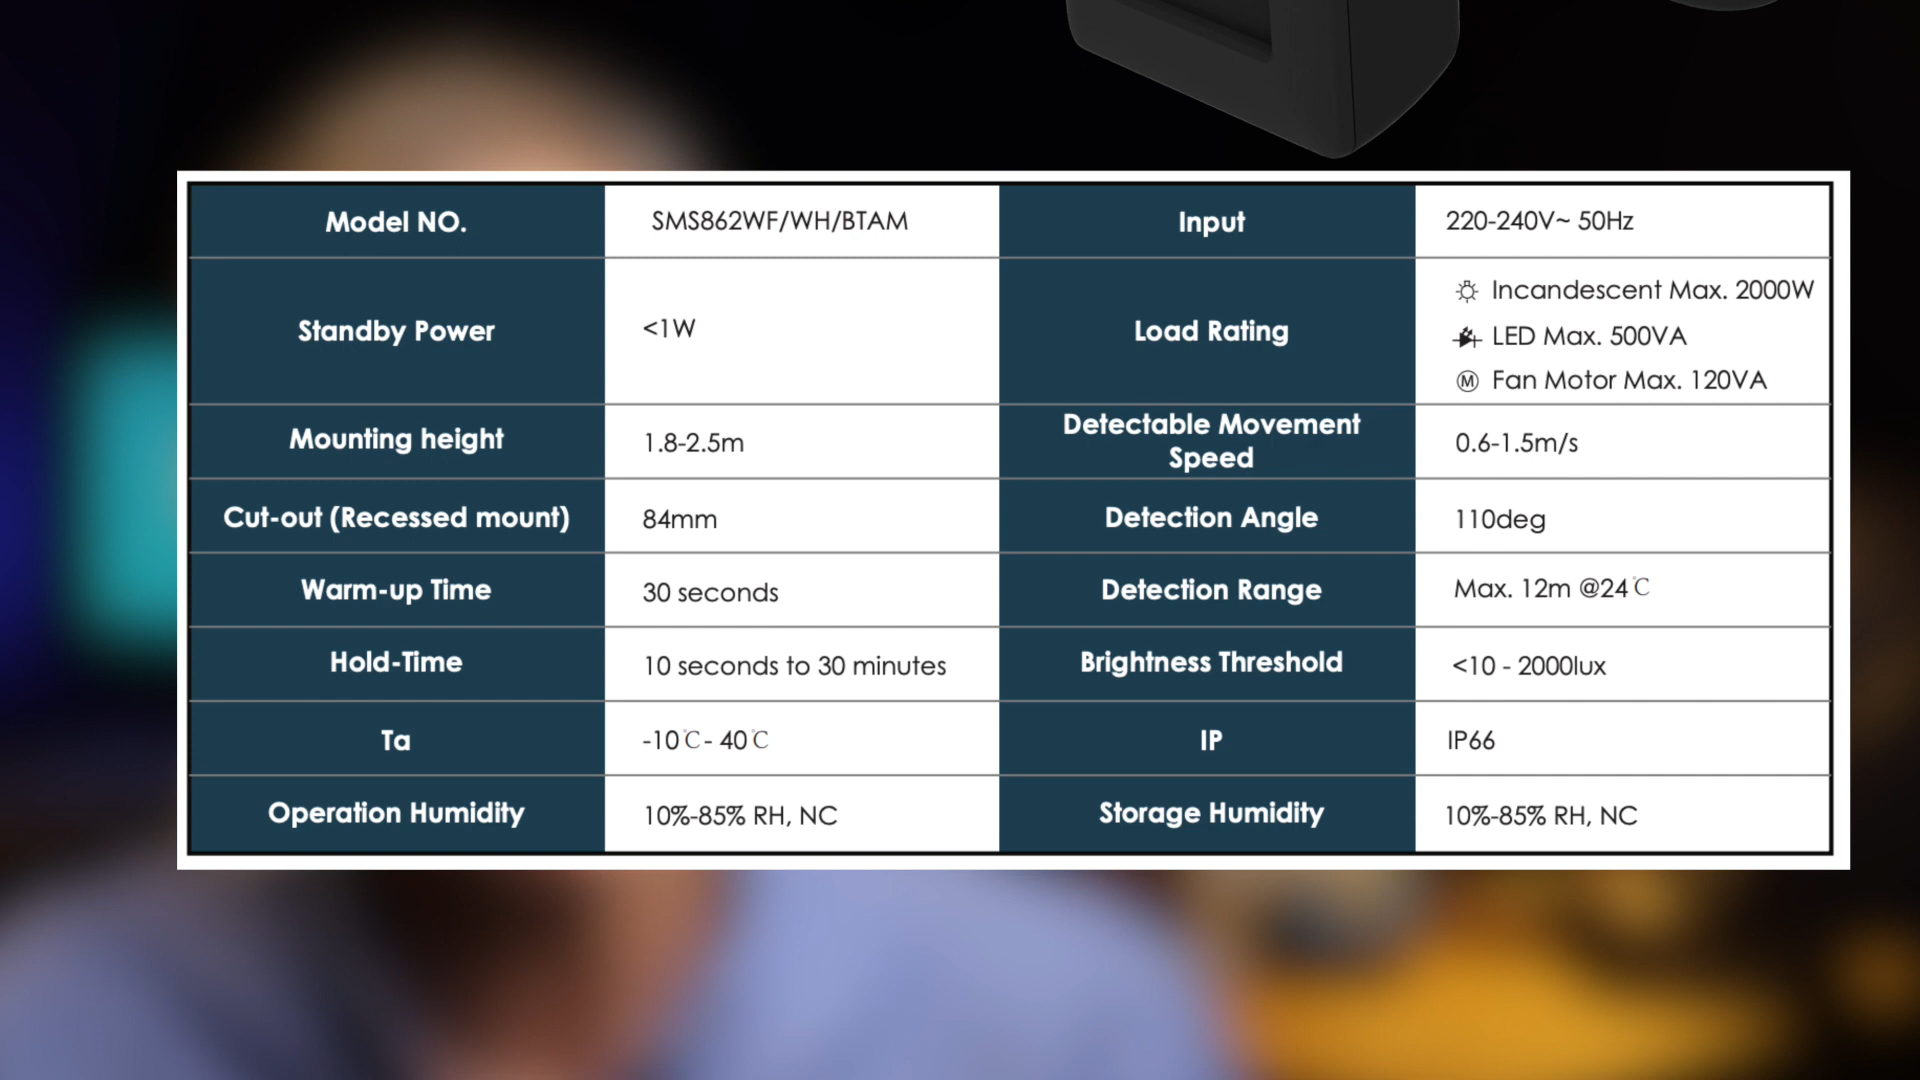 Model NO. SMS862WF/WH/BTAM Input 220-240V~ 50Hz
Standby Power <1W Load Rating Incandescent Max. 2000W
LED Max. 500VA
Ⓜ Fan Motor Max. 120VA
Mounting height 1.8-2.5m Detectable Movement
Speed 0.6-1.5m/s
Cut-out (Recessed mount) 84mm Detection Angle 110deg
Warm-up Time 30 seconds Detection Range Max. 12m @24℃
Hold-Time 10 seconds to 30 minutes Brightness Threshold <10 - 2000lux
Ta -10℃- 40℃ IP IP66
Operation Humidity 10%-85% RH, NC Storage Humidity 10%-85% RH, NC